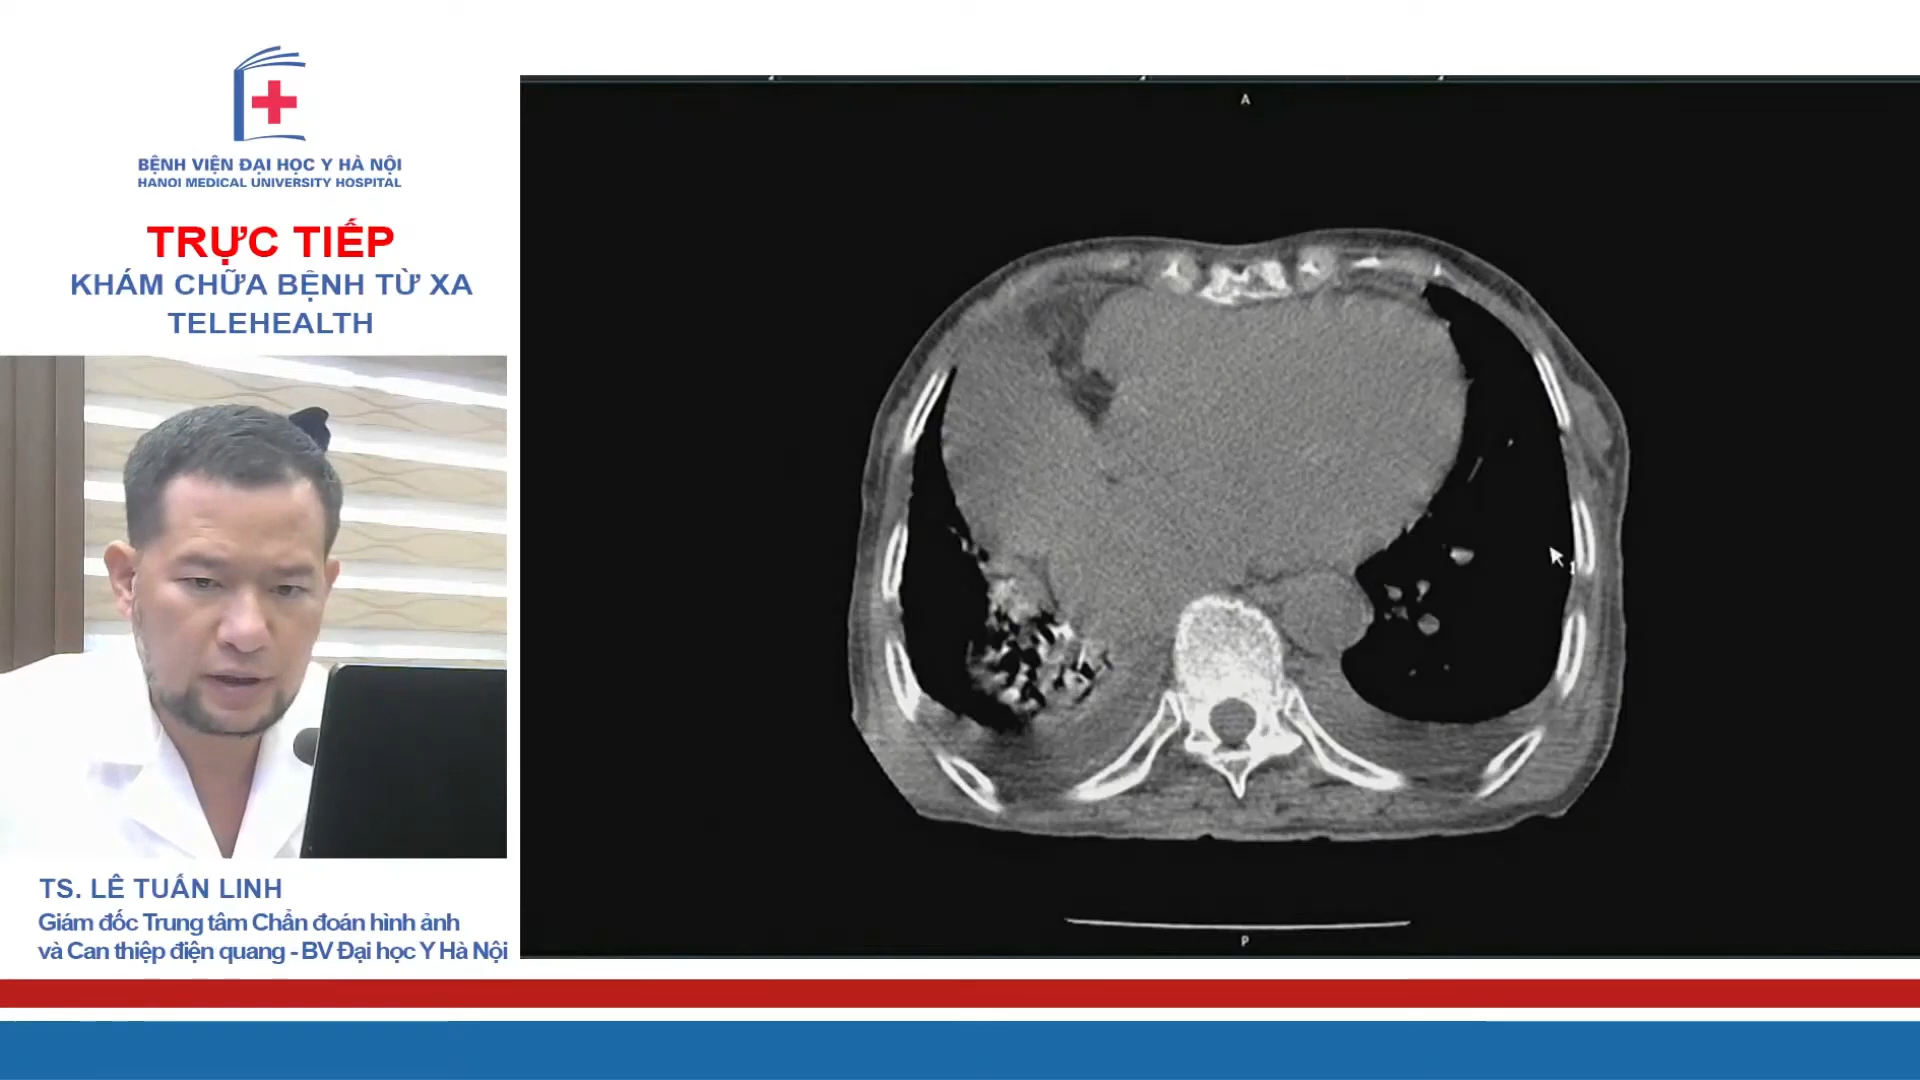 BỆNH VIỆN ĐẠI HỌC Y HÀ NỘI
HANOI MEDICAL UNIVERSITY HOSPITAL
TRỰC TIẾP
KHÁM CHỮA BỆNH TỪ XA
TELEHEALTH
TS. LÊ TUẤN LINH
Giám đốc Trung tâm Chẩn đoán hình ảnh
và Can thiệp điện quang - BV Đại học Y Hà Nội
A
P